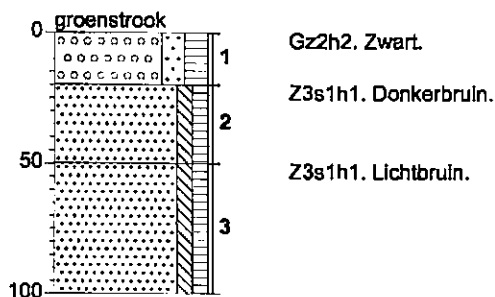 groenstrook
0
1
Gz2h2. Zwart.
Z3s1h1. Donkerbruin.
2
50
Z3s1h1. Lichtbruin.
3
100